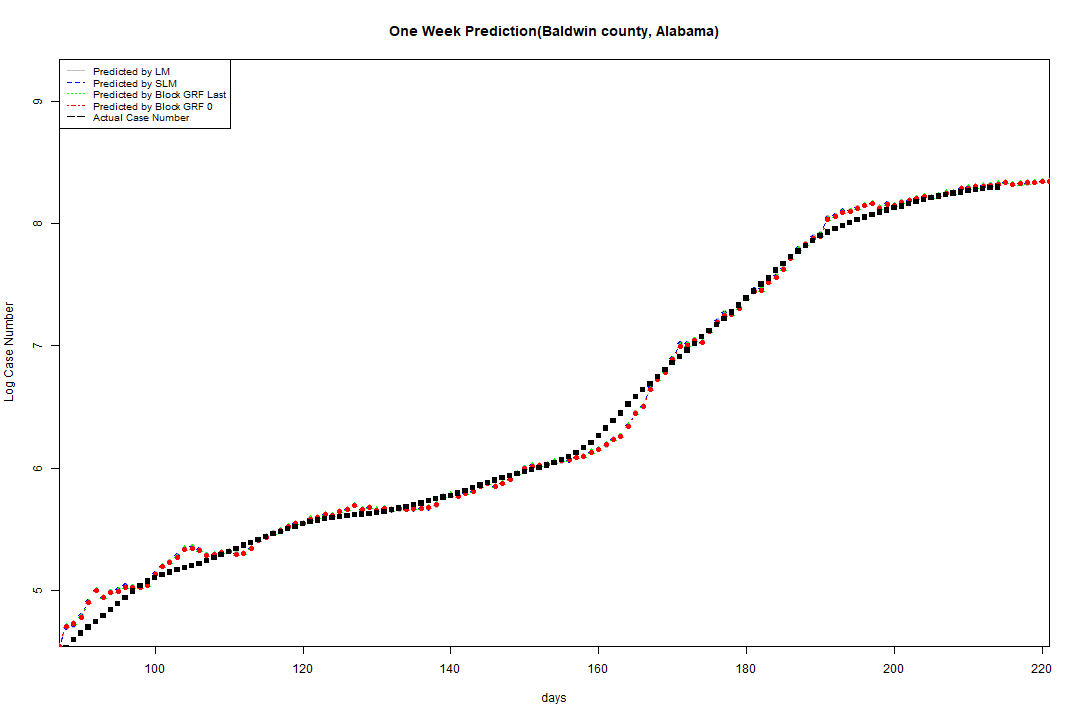 One Week Prediction(Baldwin county, Alabama)
Predicted by LM
Predicted by SLM
Predicted by Block GRF Last
Predicted by Block GRF 0
Actual Case Number
9
8
7
6
5
Log Case Number
100 120 140 160 180 200 220
days